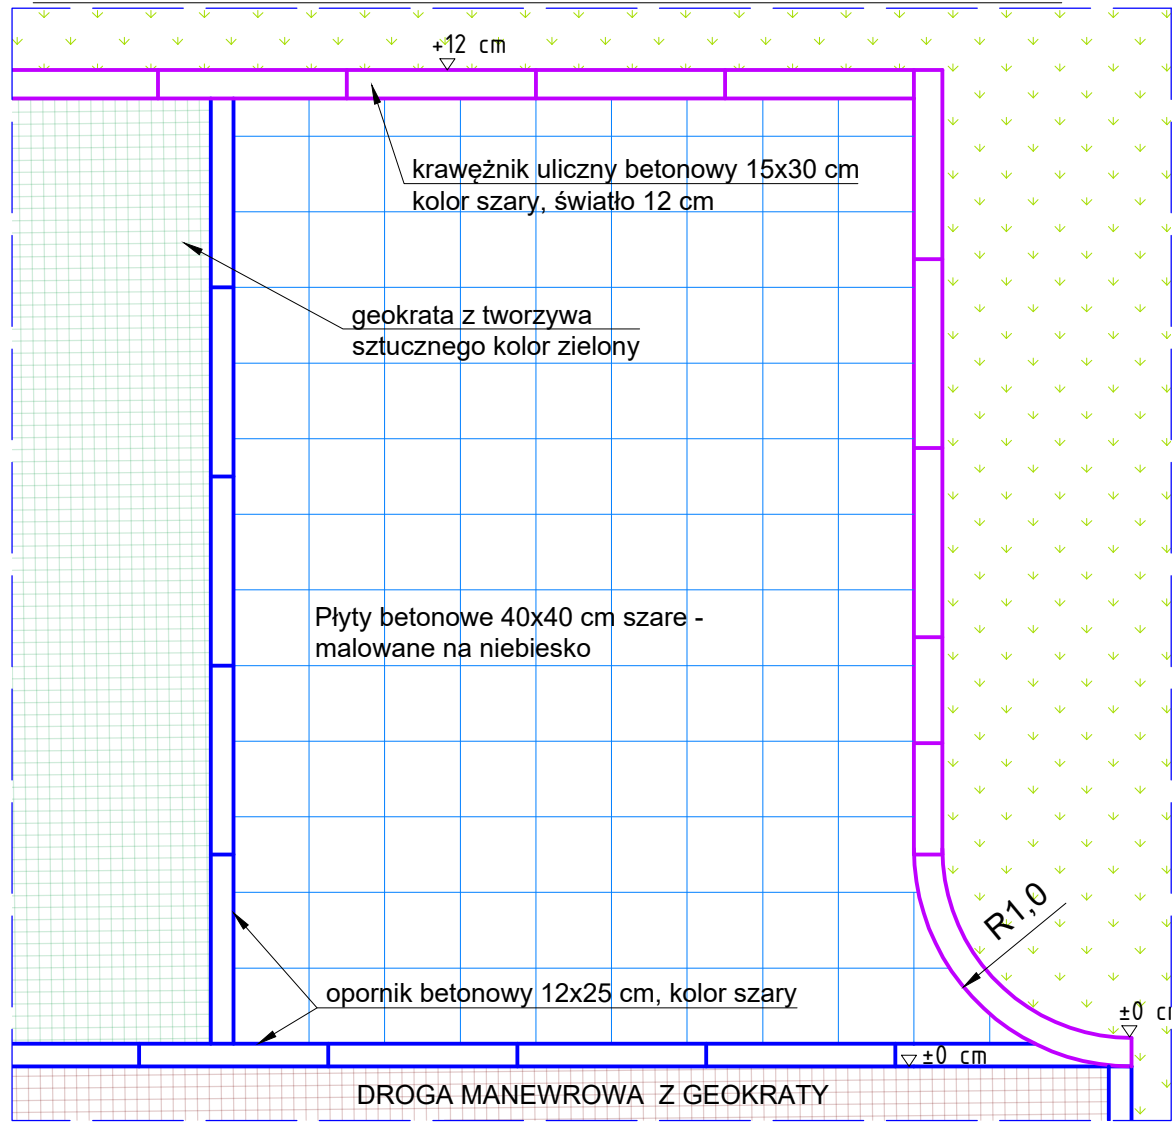 +12 cm
krawężnik uliczny betonowy 15x30 cm
kolor szary, światło 12 cm
geokrata z tworzywa
sztucznego kolor zielony
Płyty betonowe 40x40 cm szare -
malowane na niebiesko
R1,0
opornik betonowy 12x25 cm, kolor szary
±0 cm
±0 cm
DROGA MANEWROWA Z GEOKRATY